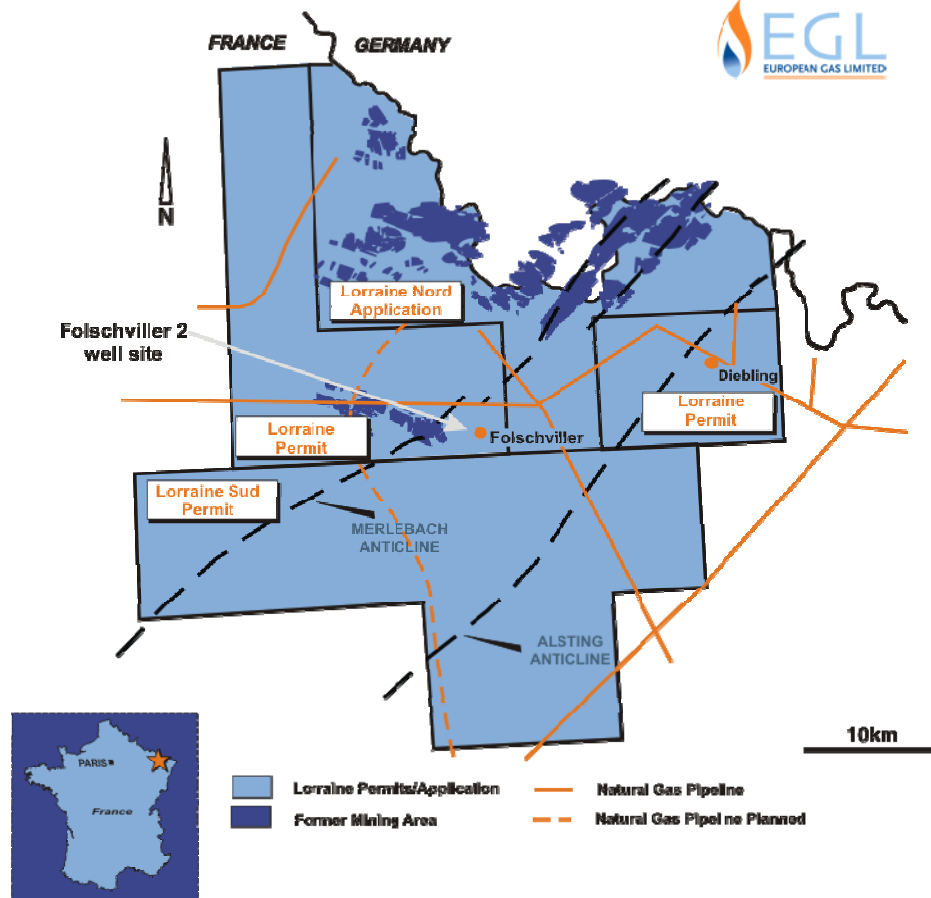 EGL
EUROPEAN GAS LIMITED
FRANCE
GERMANY
N
Lorraine Nord
Application
Folschviller 2
well site
Diebling
Lorraine
Permit
Lorraine
Permit
Folschviller
Lorraine Sud
Permit
MERLEBACH
ANTICLINE
ALSTING
ANTICLINE
10km
PARIS
France
Lorraine Permits/Application
Former Mining Area
Natural Gas Pipeline
Natural Gas Pipeline Planned